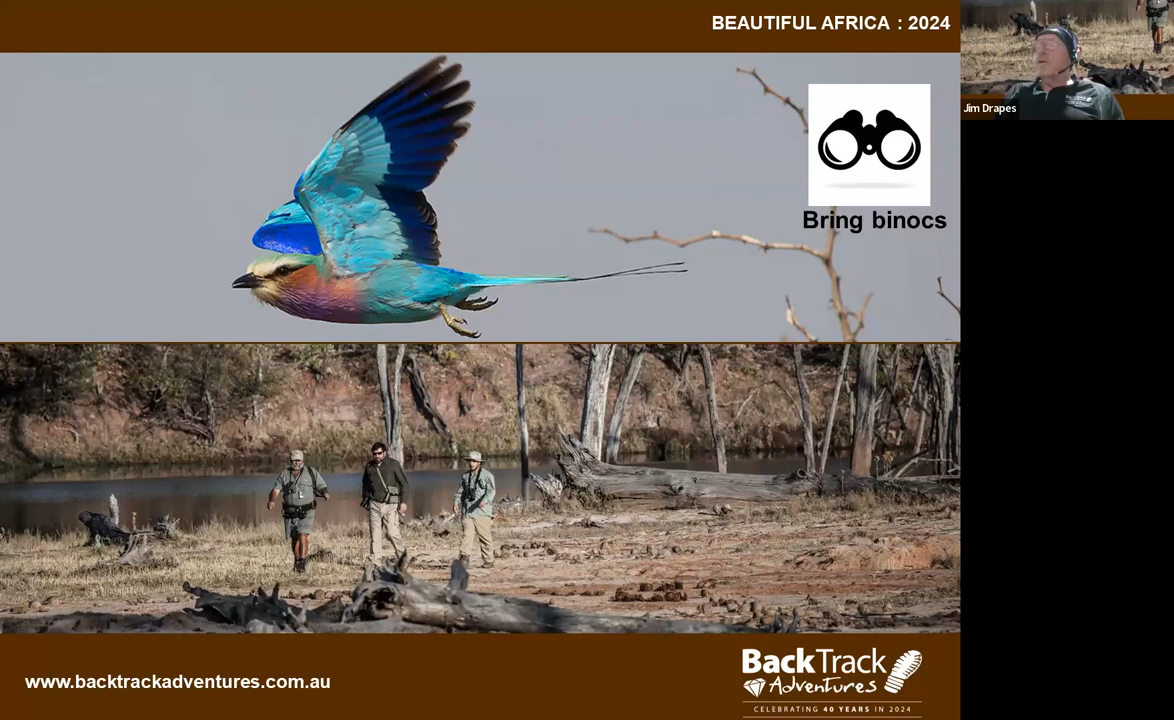 BEAUTIFUL AFRICA : 2024
Jim Drapes
Bring binocs
www.backtrackadventures.com.au
BackTrack
Adventures
CELEBRATING 40 YEARS IN 2024